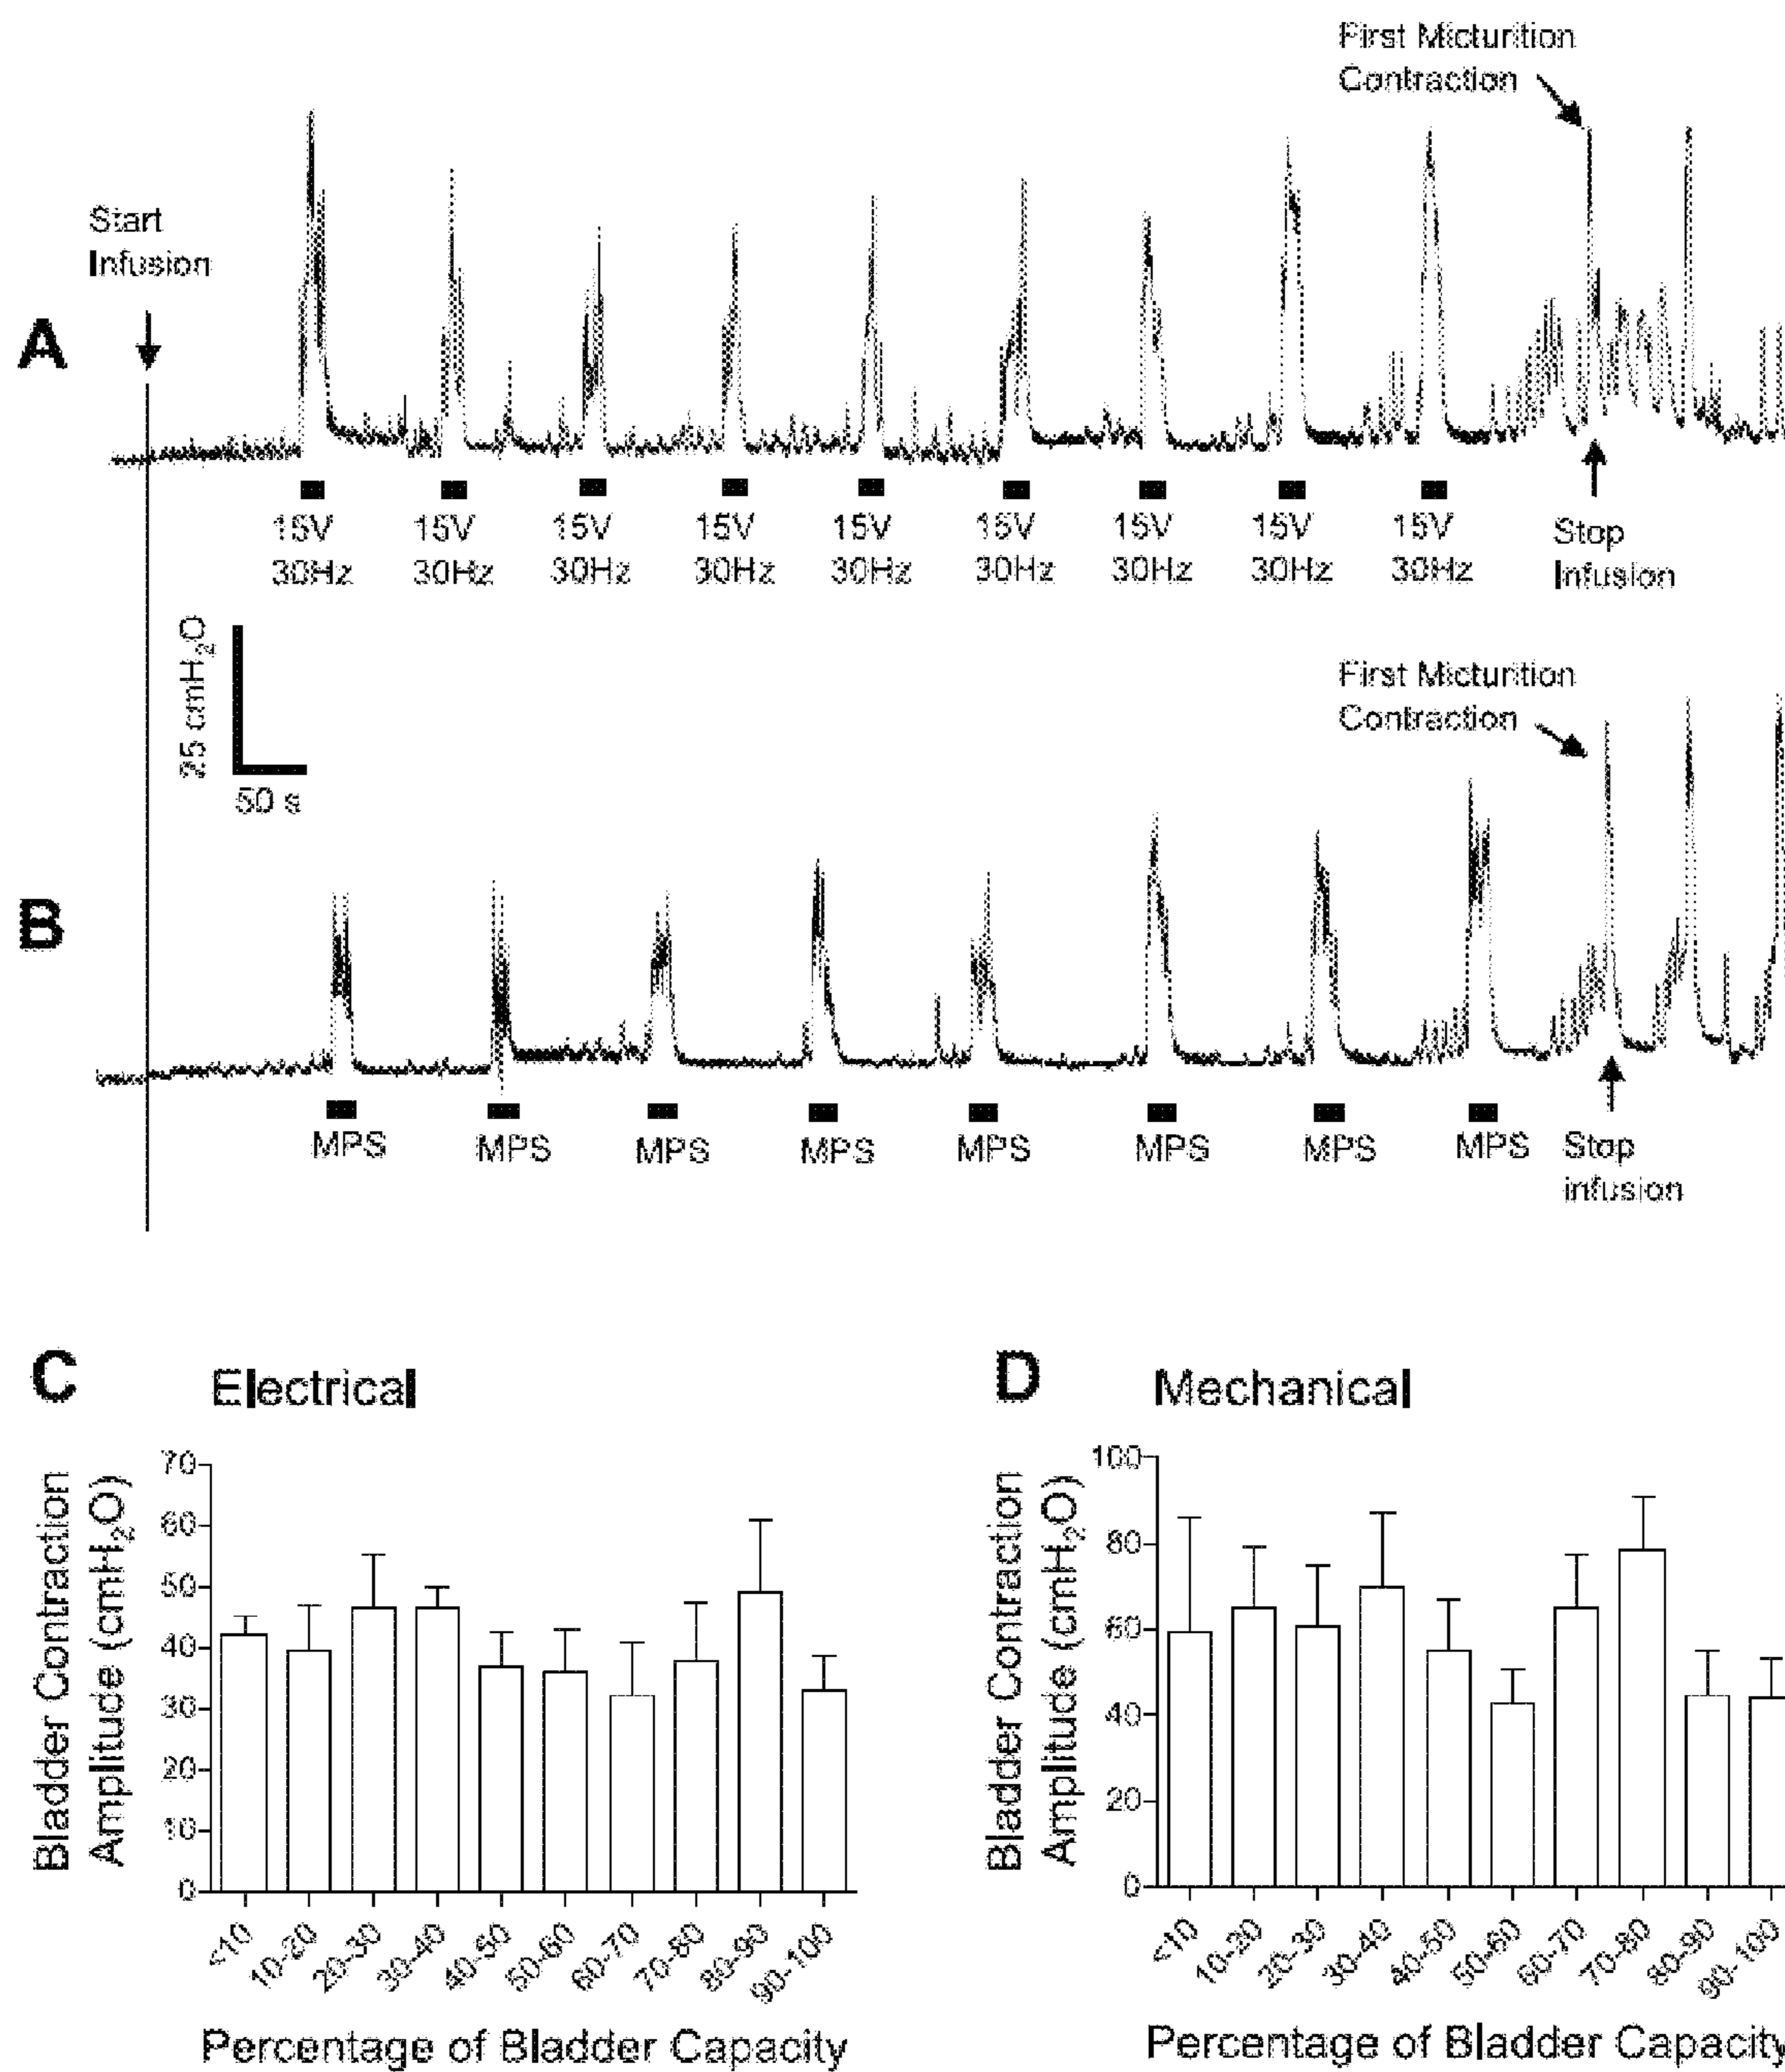 First Micturition
Contraction
Start
Infusion
A
15V 15V 15V 15V 15V 15V 15V 15V 15V
30Hz 30Hz 30Hz 30Hz 30Hz 30Hz 30Hz 30Hz 30Hz
Stop
Infusion
25 cmH₂O
50 s
First Micturition
Contraction
B
MPS MPS MPS MPS MPS MPS MPS MPS
Stop
infusion
C Electrical
Bladder Contraction
Amplitude (cmH₂O)
70
60
50
40
30
20
10
0
<10 10-20 20-30 30-40 40-50 50-60 60-70 70-80 80-90 90-100
Percentage of Bladder Capacity
D Mechanical
Bladder Contraction
Amplitude (cmH₂O)
100
80
60
40
20
0
<10 10-20 20-30 30-40 40-50 50-60 60-70 70-80 80-90 90-100
Percentage of Bladder Capacity